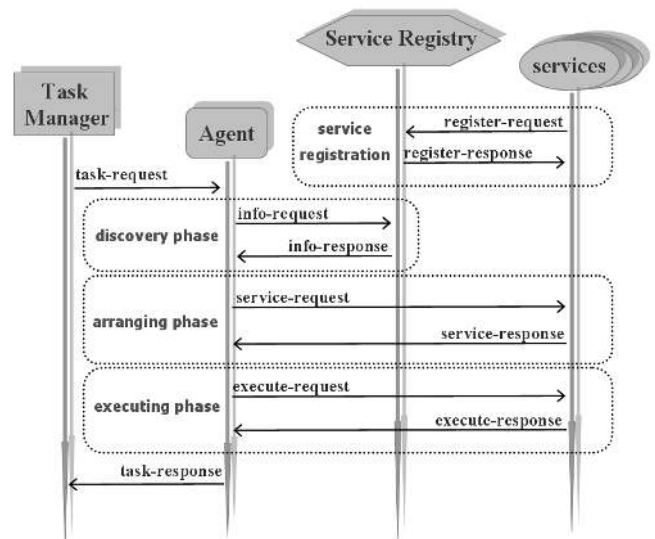 Service Registry
services
Task
Manager
Agent
service
registration
register-request
register-response
task-request
info-request
discovery phase
info-response
service-request
arranging phase
service-response
execute-request
executing phase
execute-response
task-response